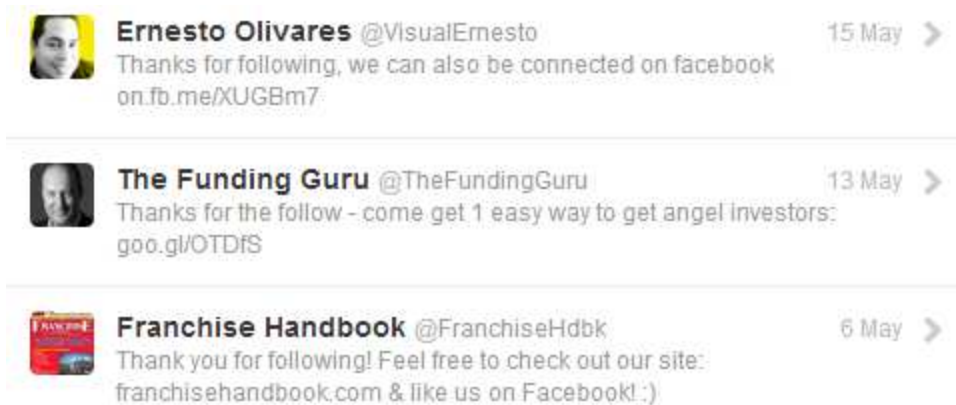 Ernesto Olivares @VisualErnesto 15 May
Thanks for following, we can also be connected on facebook
on.fb.me/XUGBm7
The Funding Guru @TheFundingGuru 13 May
Thanks for the follow - come get 1 easy way to get angel investors:
goo.gl/OTDfS
Franchise Handbook @FranchiseHdbk 6 May
Thank you for following! Feel free to check out our site:
franchisehandbook.com & like us on Facebook! :)